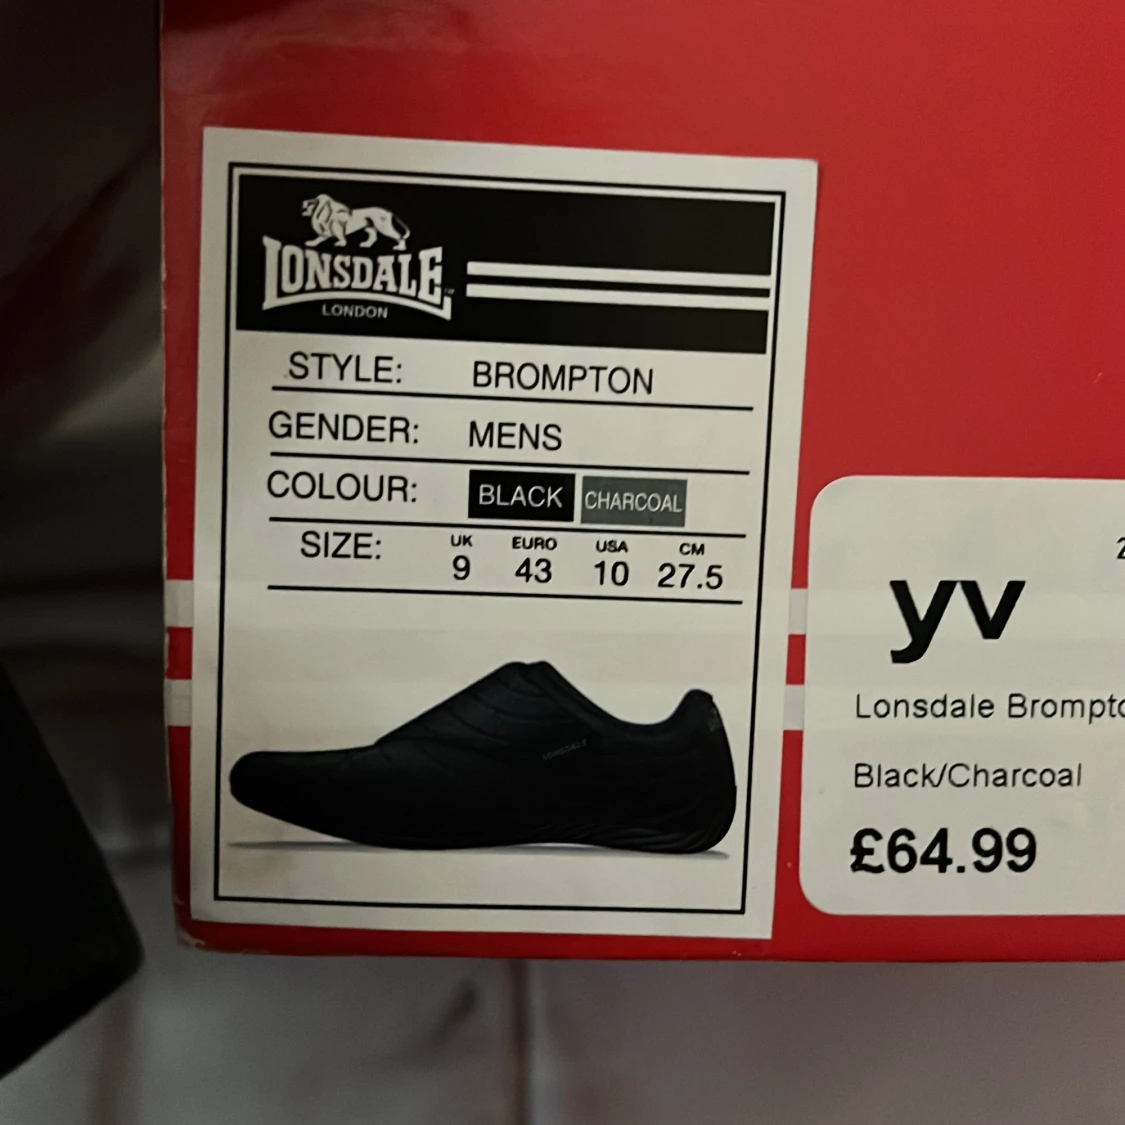 LONSDALE
LONDON
STYLE: BROMPTON
GENDER: MENS
COLOUR: BLACK CHARCOAL
SIZE: UK 9 EURO 43 USA 10 CM 27.5
LONSDALE
yv
Lonsdale
Black/Charcoal
£64.99